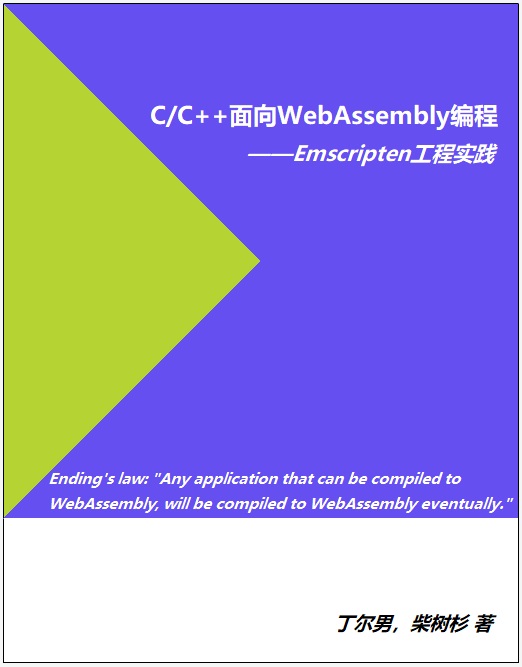 C/C++面向WebAssembly编程
——Emscripten工程实践
Ending's law: "Any application that can be compiled to
WebAssembly, will be compiled to WebAssembly eventually."
丁尔男，柴树杉 著